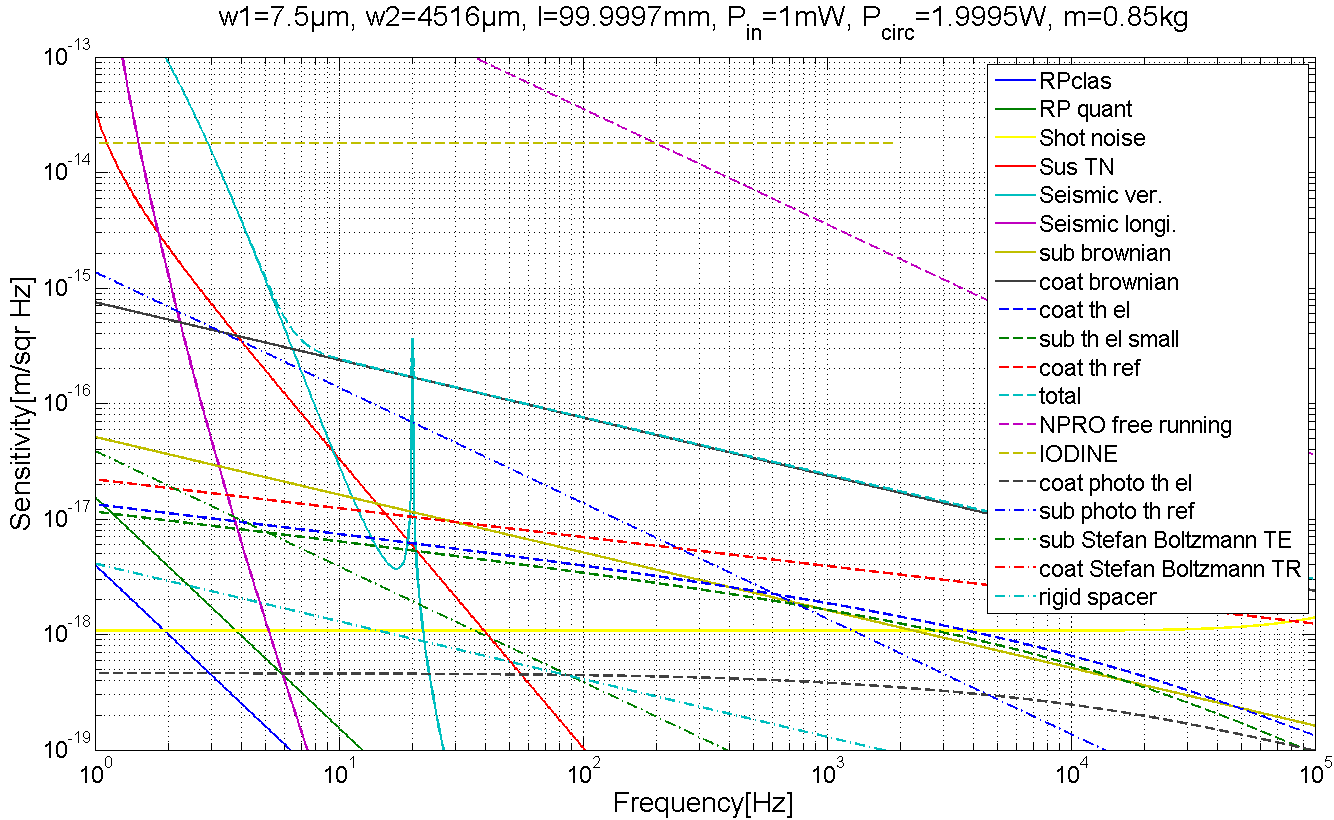 w1=7.5µm, w2=4516µm, l=99.9997mm, P_in=1mW, P_circ=1.9995W, m=0.85kg
10^-13
10^-14
10^-15
10^-16
10^-17
10^-18
10^-19
Sensitivity[m/sqr Hz]
RPclas
RP quant
Shot noise
Sus TN
Seismic ver.
Seismic longi.
sub brownian
coat brownian
coat th el
sub th el small
coat th ref
total
NPRO free running
IODINE
coat photo th el
sub photo th ref
sub Stefan Boltzmann TE
coat Stefan Boltzmann TR
rigid spacer
10^0 10^1 10^2 10^3 10^4 10^5
Frequency[Hz]